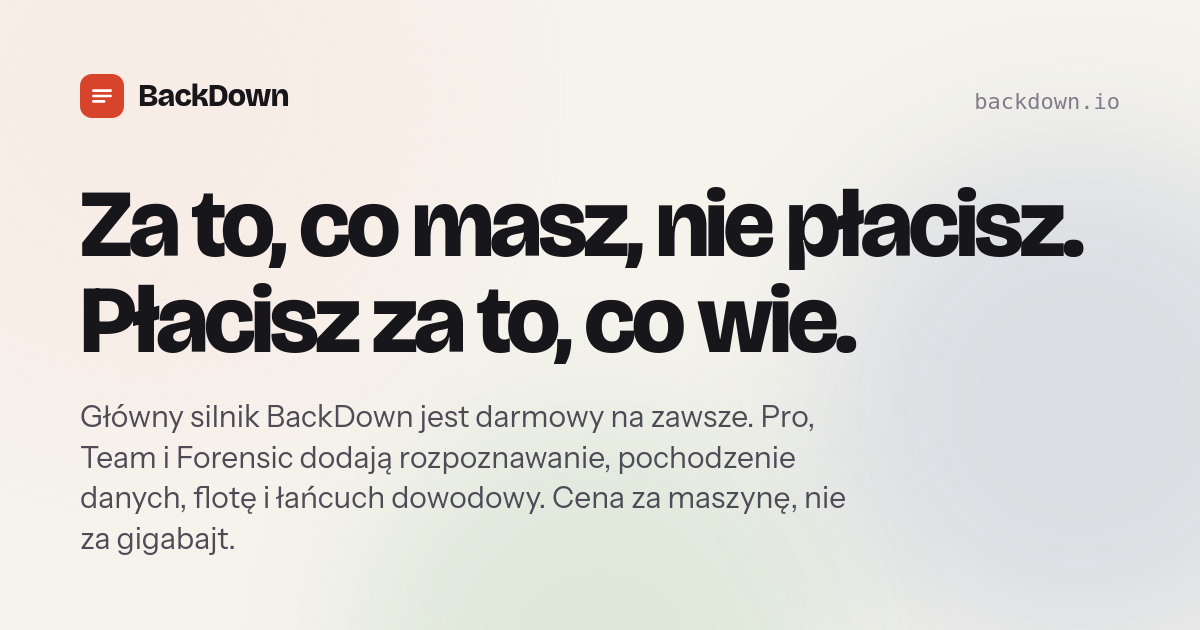 BackDown
backdown.io
Za to, co masz, nie płacisz.
Płacisz za to, co wie.
Główny silnik BackDown jest darmowy na zawsze. Pro,
Team i Forensic dodają rozpoznawanie, pochodzenie
danych, flotę i łańcuch dowodowy. Cena za maszynę, nie
za gigabajt.